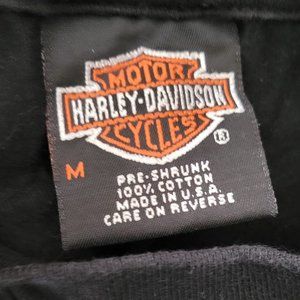 MOTOR
HARLEY-DAVIDSON
CYCLES
®
M
PRE-SHRUNK
100% COTTON
MADE IN U.S.A.
CARE ON REVERSE